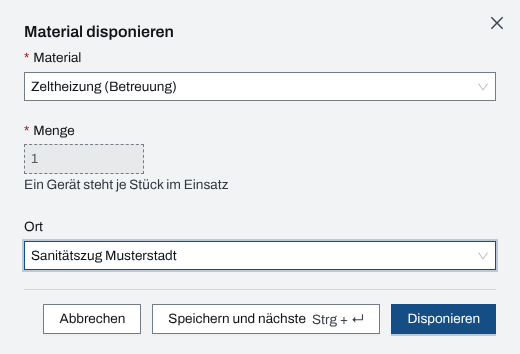 Material disponieren
* Material
Zeltheizung (Betreuung)
* Menge
1
Ein Gerät steht je Stück im Einsatz
Ort
Sanitätszug Musterstadt
Abbrechen
Speichern und nächste Strg + ↵
Disponieren